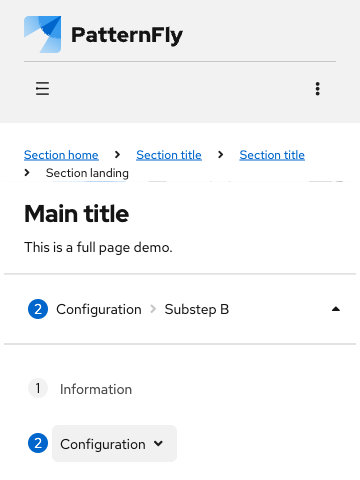 PatternFly
Section home Section title Section title
Section landing
Main title
This is a full page demo.
2 Configuration Substep B
1 Information
2 Configuration